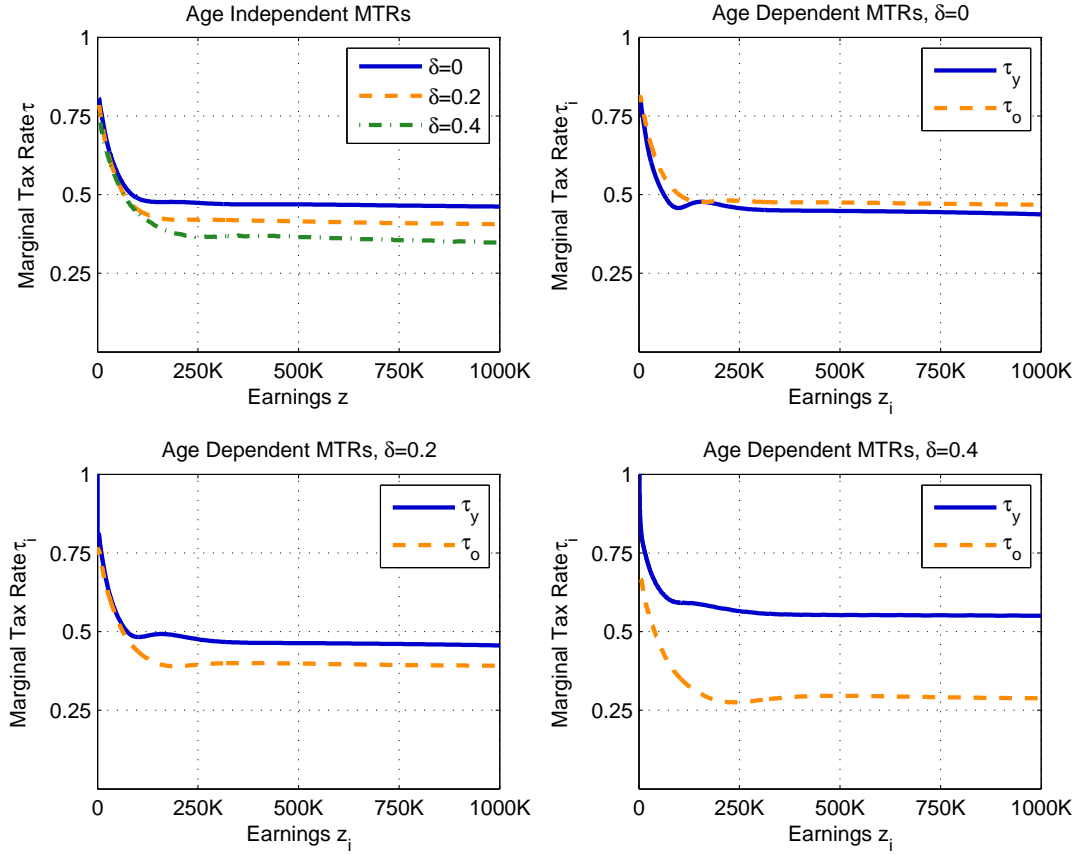 Age Independent MTRs
Marginal Tax Rate τ
1
0.75
0.5
0.25
0
250K
500K
750K
1000K
Earnings z
δ=0
δ=0.2
δ=0.4
Age Dependent MTRs, δ=0
Marginal Tax Rate τi
1
0.75
0.5
0.25
0
250K
500K
750K
1000K
Earnings zi
τy
τo
Age Dependent MTRs, δ=0.2
Marginal Tax Rate τi
1
0.75
0.5
0.25
0
250K
500K
750K
1000K
Earnings zi
τy
τo
Age Dependent MTRs, δ=0.4
Marginal Tax Rate τi
1
0.75
0.5
0.25
0
250K
500K
750K
1000K
Earnings zi
τy
τo